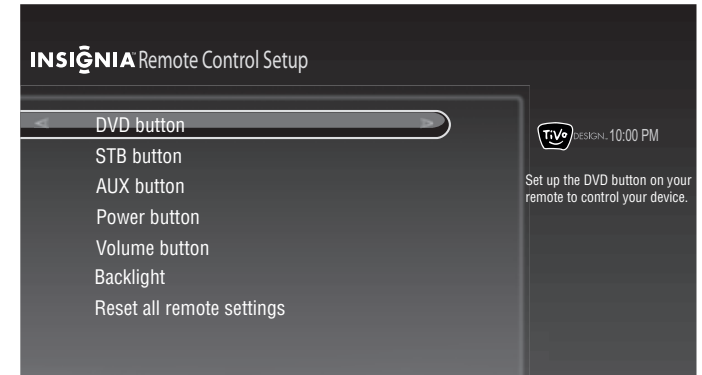 INSIGNIA™ Remote Control Setup
DVD button
STB button
AUX button
Power button
Volume button
Backlight
Reset all remote settings
TiVo DESIGN. 10:00 PM
Set up the DVD button on your
remote to control your device.